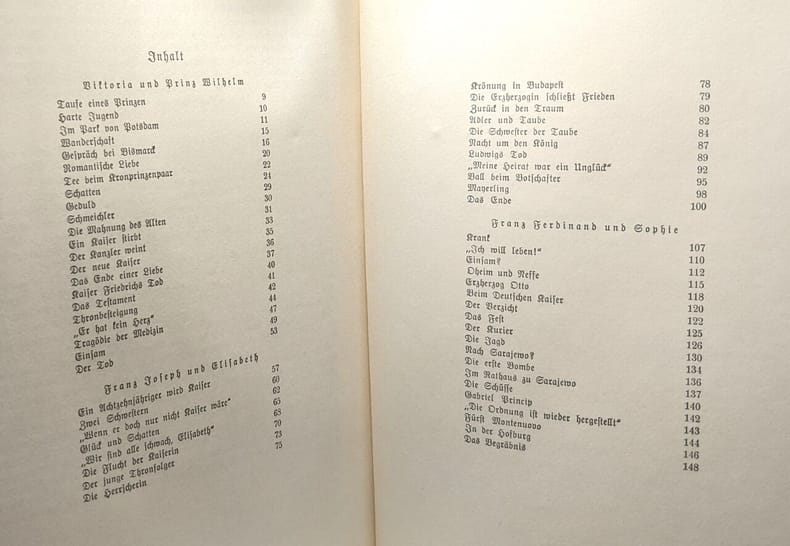 Inhalt
Viktoria und Prinz Wilhelm
Taufe eines Prinzen 9
Harte Jugend 10
Im Park von Potsdam 11
Wanderschaft 15
Gespräch bei Bismarck 16
Romantische Liebe 20
Tee beim Kronprinzenpaar 22
Schatten 24
Geduld 29
Schmeichler 30
Die Mahnung des Alten 31
Ein Kaiser stirbt 33
Der Kanzler weint 35
Der neue Kaiser 36
Das Ende einer Liebe 37
Kaiser Friedrichs Tod 40
Das Testament 41
Thronbesteigung 42
„Er hat kein Herz“ 44
Tragödie der Medizin 47
Einsam 49
Der Tod 53
Franz Joseph und Elisabeth
Ein Achtzehnjähriger wird Kaiser 57
Zwei Schwestern 60
„Wenn er doch nur nicht Kaiser wäre“ 62
Glück und Schatten 65
„Wir sind alle schwach, Elisabeth“ 68
Die Flucht der Kaiserin 70
Der junge Thronfolger 73
Die Herrscherin 75
Krönung in Budapest 78
Die Erzherzogin schließt Frieden 79
Zurück in den Traum 80
Adler und Taube 82
Die Schwester der Taube 84
Nacht um den König 87
Ludwigs Tod 89
„Meine Heirat war ein Unglück“ 92
Ball beim Botschafter 95
Mayerling 98
Das Ende 100
Franz Ferdinand und Sophie
Krank 107
„Ich will leben!“ 110
Einsam? 112
Oheim und Neffe 115
Erzherzog Otto 118
Beim Deutschen Kaiser 120
Der Verzicht 122
Das Fest 125
Der Kurier 126
Die Jagd 130
Nach Sarajewo? 134
Die erste Bombe 136
Im Rathaus zu Sarajewo 137
Die Schüsse 140
Gabriel Princip 142
„Die Ordnung ist wieder hergestellt“ 143
Fürst Montenuovo 144
In der Hofburg 146
Das Begräbnis 148